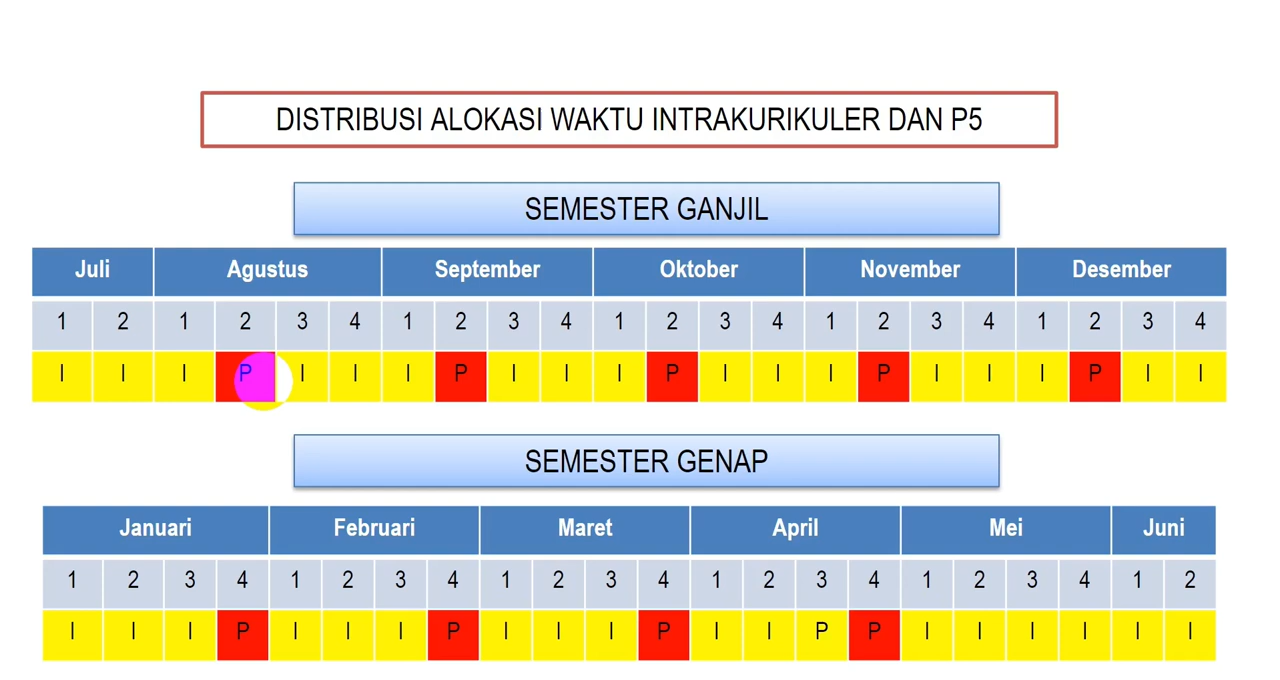 DISTRIBUSI ALOKASI WAKTU INTRAKURIKULER DAN P5
SEMESTER GANJIL
Juli Agustus September Oktober November Desember
1 2 1 2 3 4 1 2 3 4 1 2 3 4 1 2 3 4 1 2 3 4
I I I P I I I P I I I P I I I P I I I P I I
SEMESTER GENAP
Januari Februari Maret April Mei Juni
1 2 3 4 1 2 3 4 1 2 3 4 1 2 3 4 1 2 3 4 1 2
I I I P I I I P I I I P I I P P I I I I I I